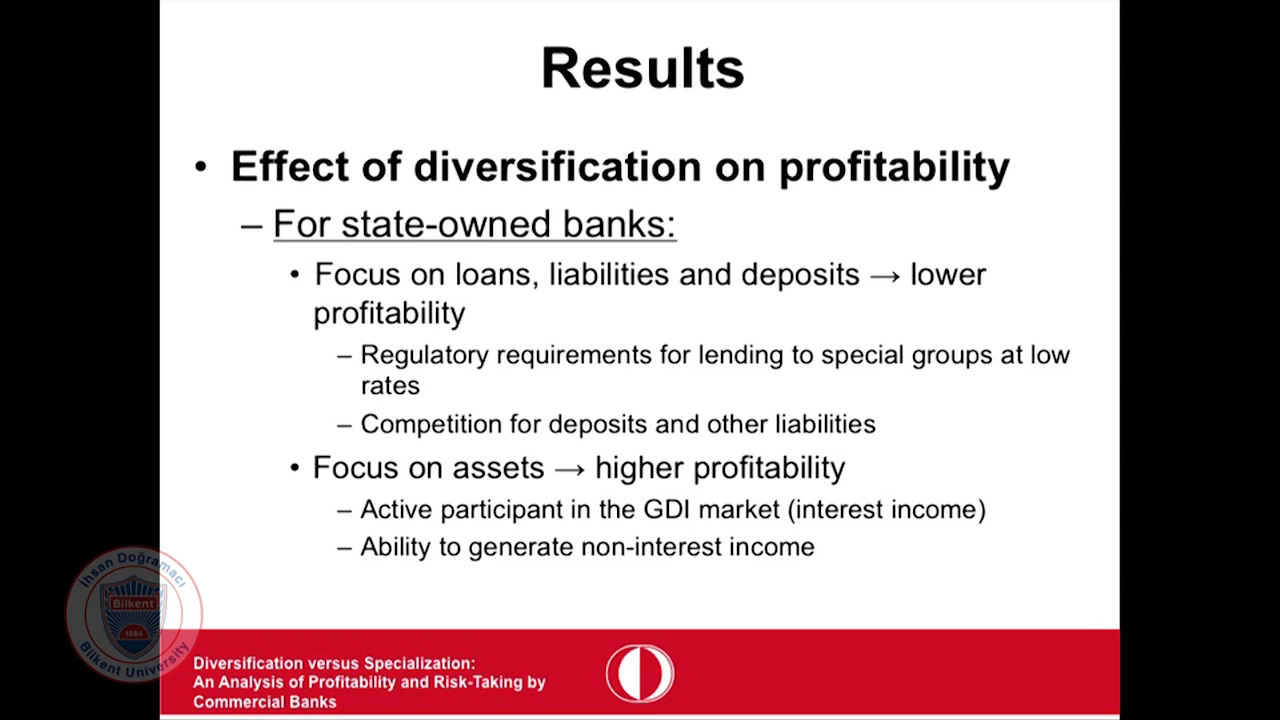 Results
• Effect of diversification on profitability
– For state-owned banks:
• Focus on loans, liabilities and deposits → lower
profitability
– Regulatory requirements for lending to special groups at low
rates
– Competition for deposits and other liabilities
• Focus on assets → higher profitability
– Active participant in the GDI market (interest income)
– Ability to generate non-interest income
İhsan Doğramacı
Bilkent
1984
Bilkent University
Diversification versus Specialization:
An Analysis of Profitability and Risk-Taking by
Commercial Banks